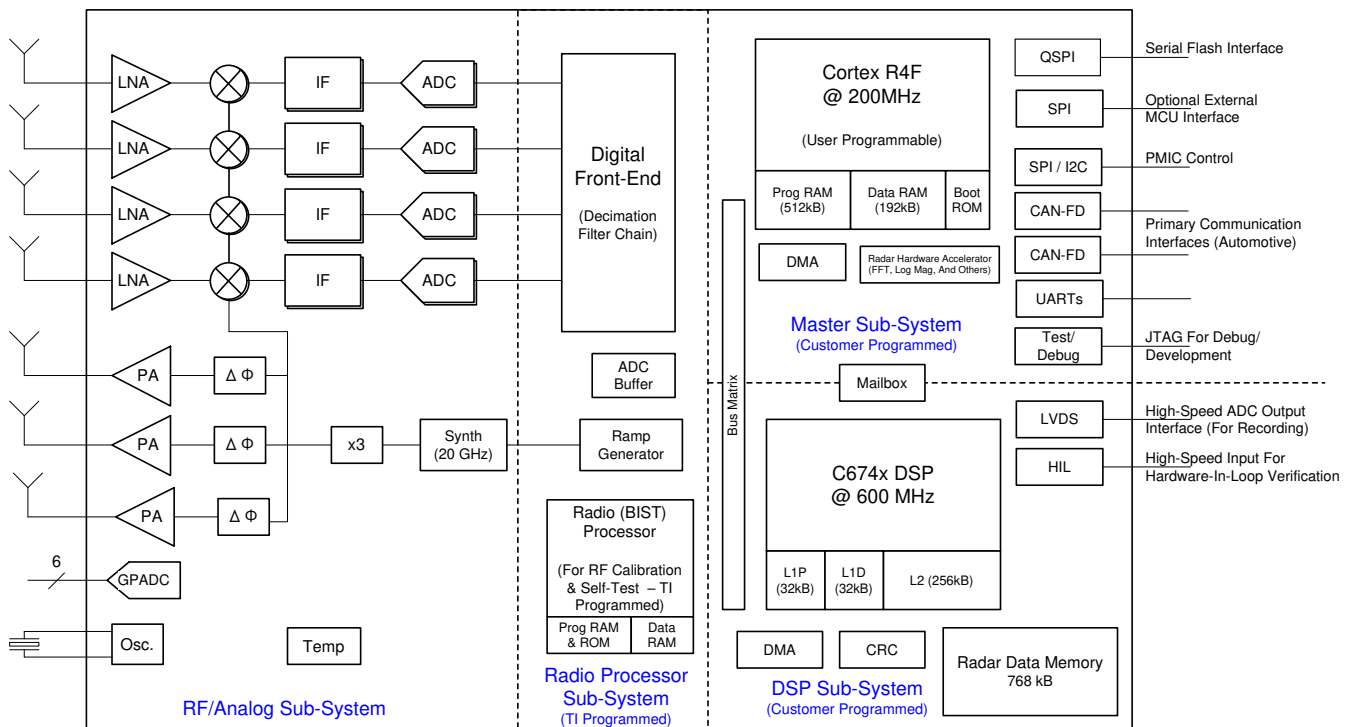 LNA
IF
ADC
LNA
IF
ADC
LNA
IF
ADC
LNA
IF
ADC
PA
Δ Φ
PA
Δ Φ
PA
Δ Φ
x3
Synth
(20 GHz)
6
GPADC
Osc.
Temp
RF/Analog Sub-System
Digital
Front-End
(Decimation
Filter Chain)
ADC
Buffer
Ramp
Generator
Radio (BIST)
Processor
(For RF Calibration
& Self-Test – TI
Programmed)
Prog RAM
& ROM
Data
RAM
Radio Processor
Sub-System
(TI Programmed)
Bus Matrix
Cortex R4F
@ 200MHz
(User Programmable)
Prog RAM
(512kB)
Data RAM
(192kB)
Boot
ROM
DMA
Radar Hardware Accelerator
(FFT, Log Mag, And Others)
Master Sub-System
(Customer Programmed)
Mailbox
C674x DSP
@ 600 MHz
L1P
(32kB)
L1D
(32kB)
L2 (256kB)
DMA
CRC
Radar Data Memory
768 kB
DSP Sub-System
(Customer Programmed)
QSPI
Serial Flash Interface
SPI
Optional External
MCU Interface
SPI / I2C
PMIC Control
CAN-FD
CAN-FD
Primary Communication
Interfaces (Automotive)
UARTs
Test/
Debug
JTAG For Debug/
Development
LVDS
High-Speed ADC Output
Interface (For Recording)
HIL
High-Speed Input For
Hardware-In-Loop Verification